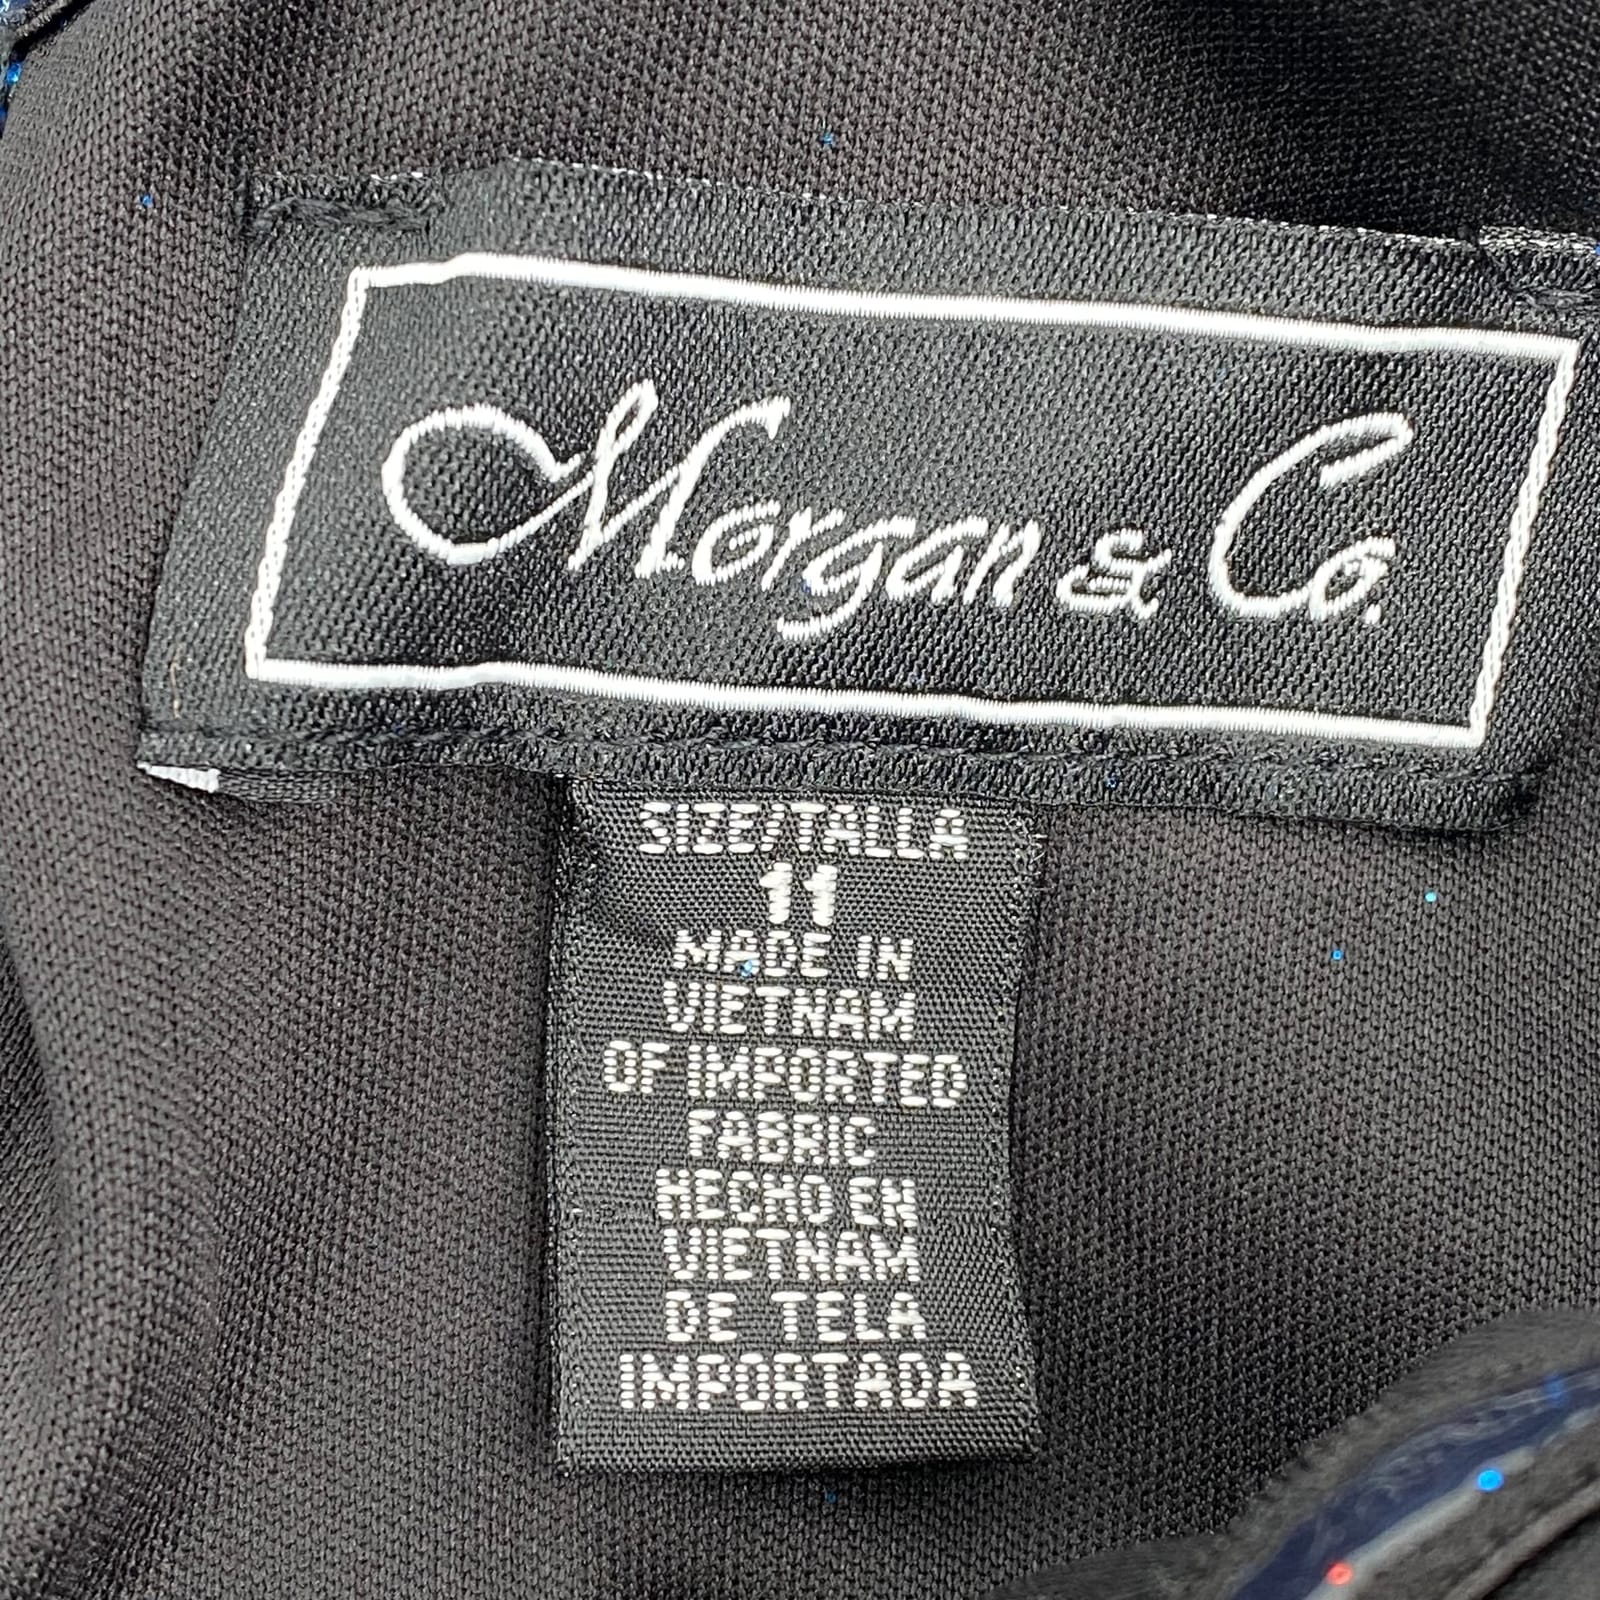 Morgan & Co.
SIZE/TALLA
11
MADE IN
VIETNAM
OF IMPORTED
FABRIC
HECHO EN
VIETNAM
DE TELA
IMPORTADA